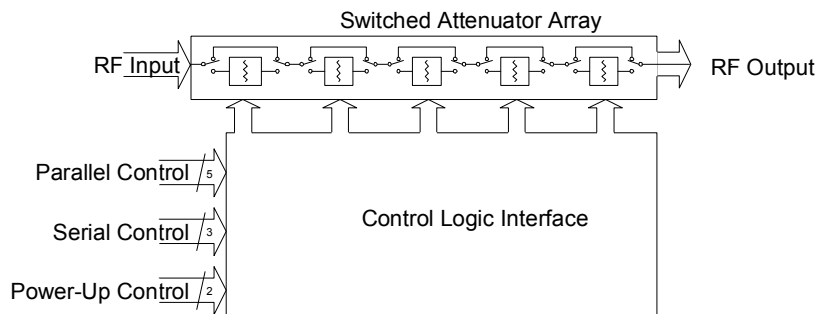 Switched Attenuator Array
RF Input
RF Output
Parallel Control
5
Control Logic Interface
Serial Control
3
Power-Up Control
2